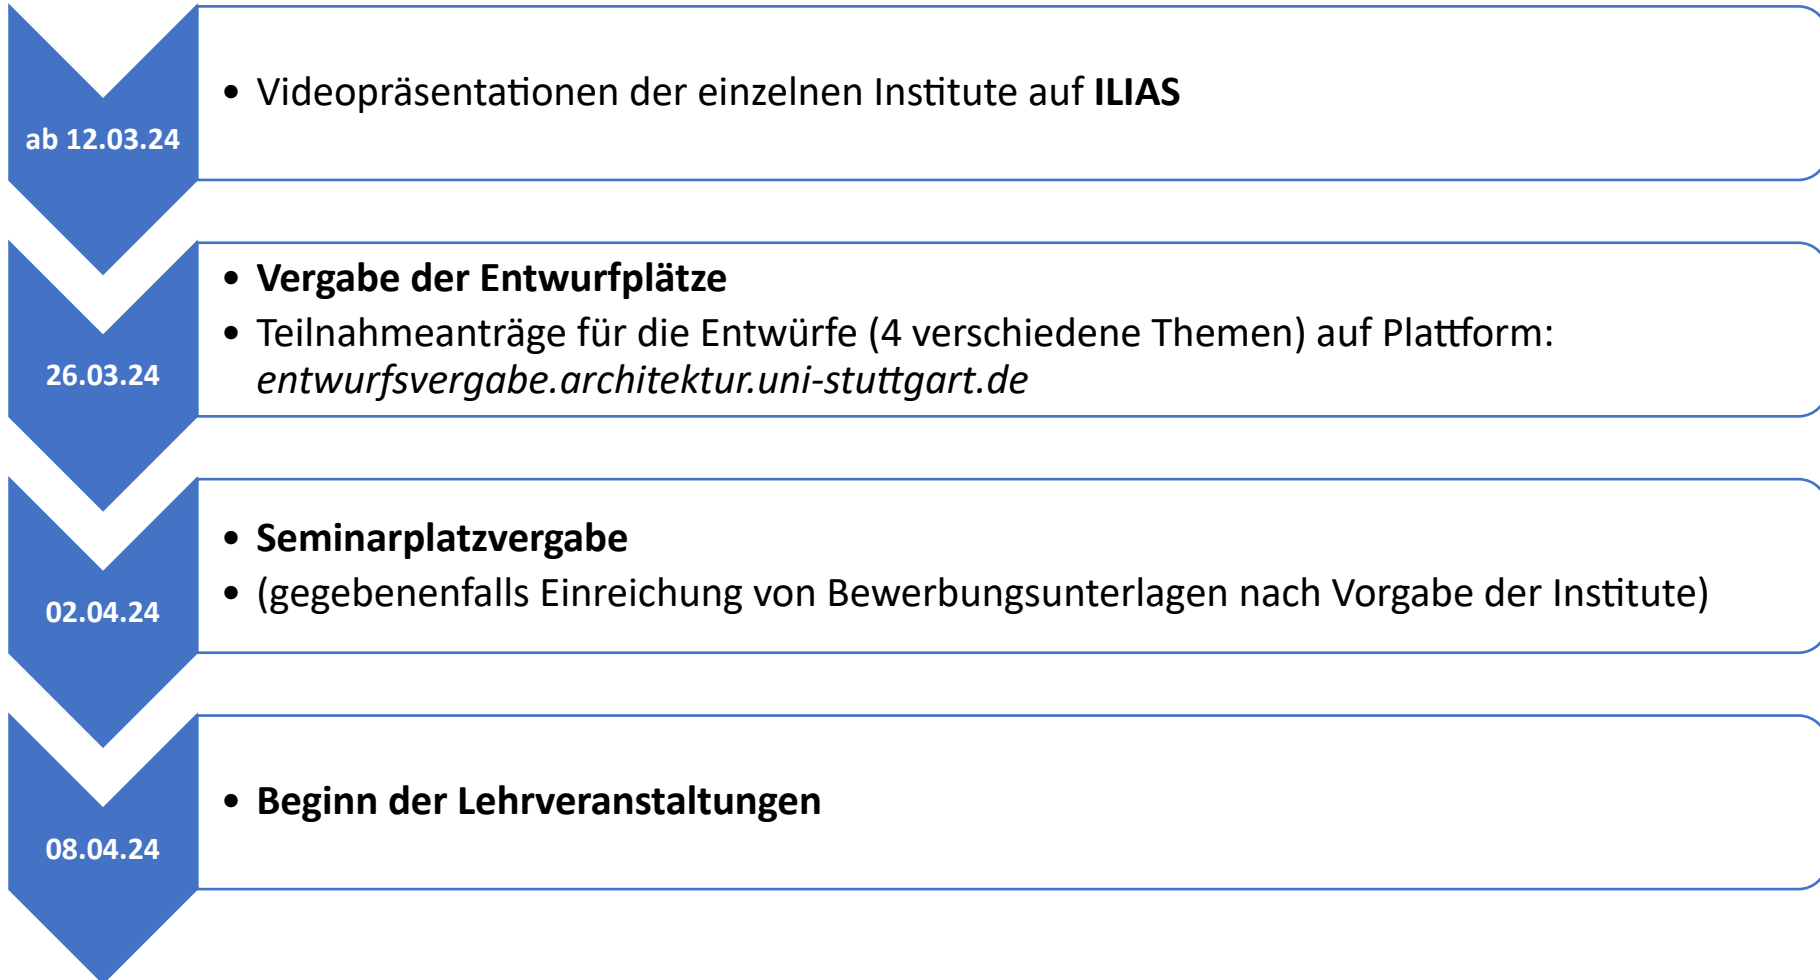 ab 12.03.24
• Videopräsentationen der einzelnen Institute auf ILIAS
26.03.24
• Vergabe der Entwurfplätze
• Teilnahmeanträge für die Entwürfe (4 verschiedene Themen) auf Plattform:
entwurfsvergabe.architektur.uni-stuttgart.de
02.04.24
• Seminarplatzvergabe
• (gegebenenfalls Einreichung von Bewerbungsunterlagen nach Vorgabe der Institute)
08.04.24
• Beginn der Lehrveranstaltungen